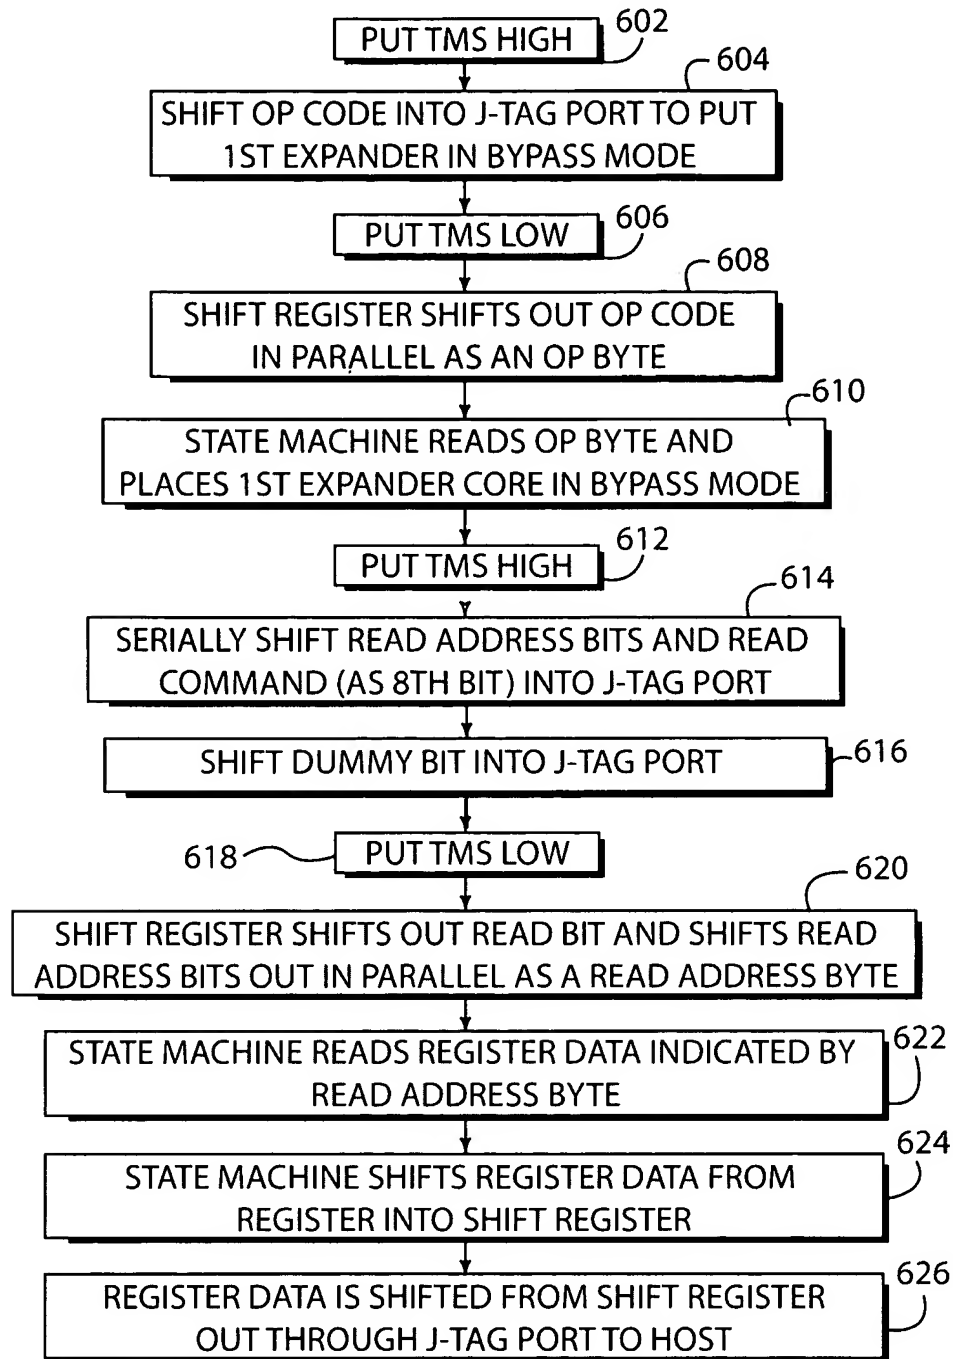 PUT TMS HIGH
602
604
SHIFT OP CODE INTO J-TAG PORT TO PUT
1ST EXPANDER IN BYPASS MODE
PUT TMS LOW
606
608
SHIFT REGISTER SHIFTS OUT OP CODE
IN PARALLEL AS AN OP BYTE
610
STATE MACHINE READS OP BYTE AND
PLACES 1ST EXPANDER CORE IN BYPASS MODE
612
PUT TMS HIGH
614
SERIALLY SHIFT READ ADDRESS BITS AND READ
COMMAND (AS 8TH BIT) INTO J-TAG PORT
SHIFT DUMMY BIT INTO J-TAG PORT
616
618
PUT TMS LOW
620
SHIFT REGISTER SHIFTS OUT READ BIT AND SHIFTS READ
ADDRESS BITS OUT IN PARALLEL AS A READ ADDRESS BYTE
STATE MACHINE READS REGISTER DATA INDICATED BY
READ ADDRESS BYTE
622
STATE MACHINE SHIFTS REGISTER DATA FROM
REGISTER INTO SHIFT REGISTER
624
REGISTER DATA IS SHIFTED FROM SHIFT REGISTER
OUT THROUGH J-TAG PORT TO HOST
626